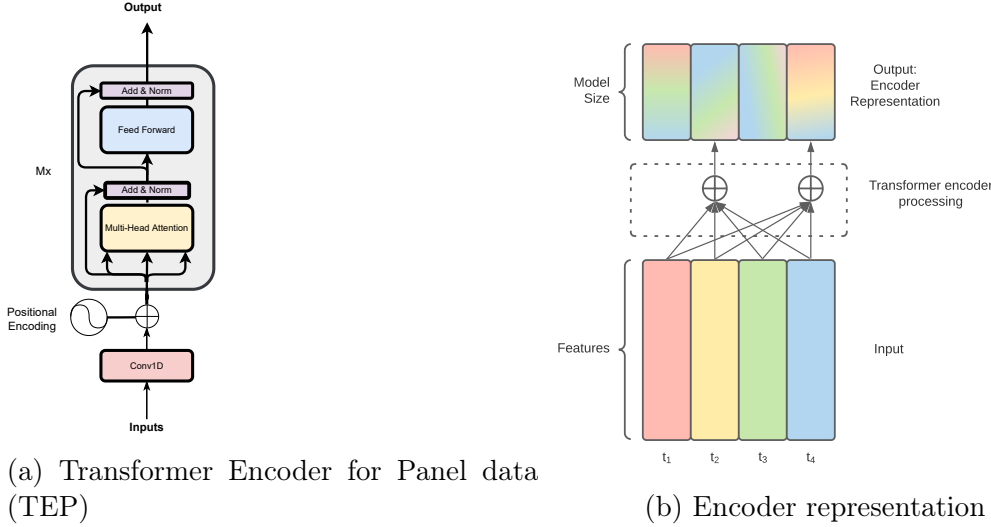 Output
Add & Norm
Feed Forward
Mx
Add & Norm
Multi-Head Attention
Positional
Encoding
Conv1D
Inputs
(a) Transformer Encoder for Panel data
(TEP)
Model
Size
Output:
Encoder
Representation
Transformer encoder
processing
Features
Input
t1 t2 t3 t4
(b) Encoder representation